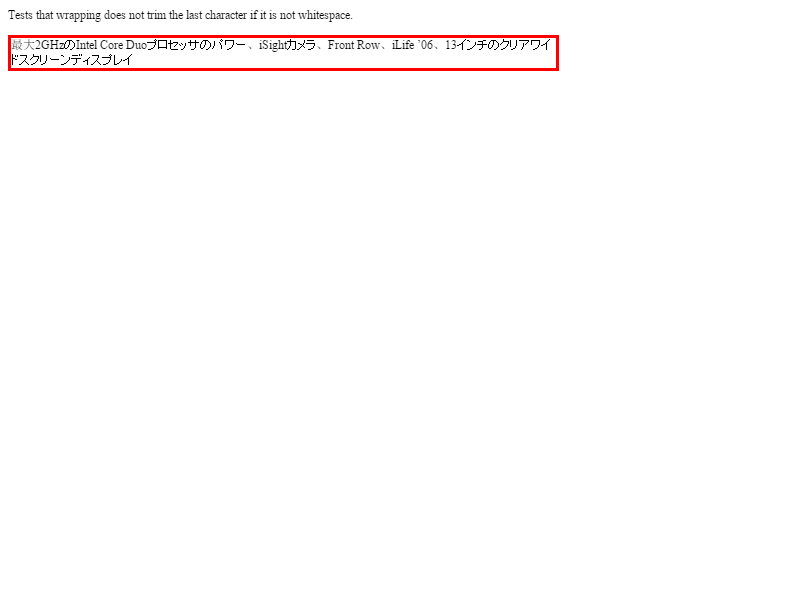 Tests that wrapping does not trim the last character if it is not whitespace.
最大2GHzのIntel Core Duoプロセッサのパワー、iSightカメラ、Front Row、iLife ’06、13インチのクリアワイ
ドスクリーンディスプレイ